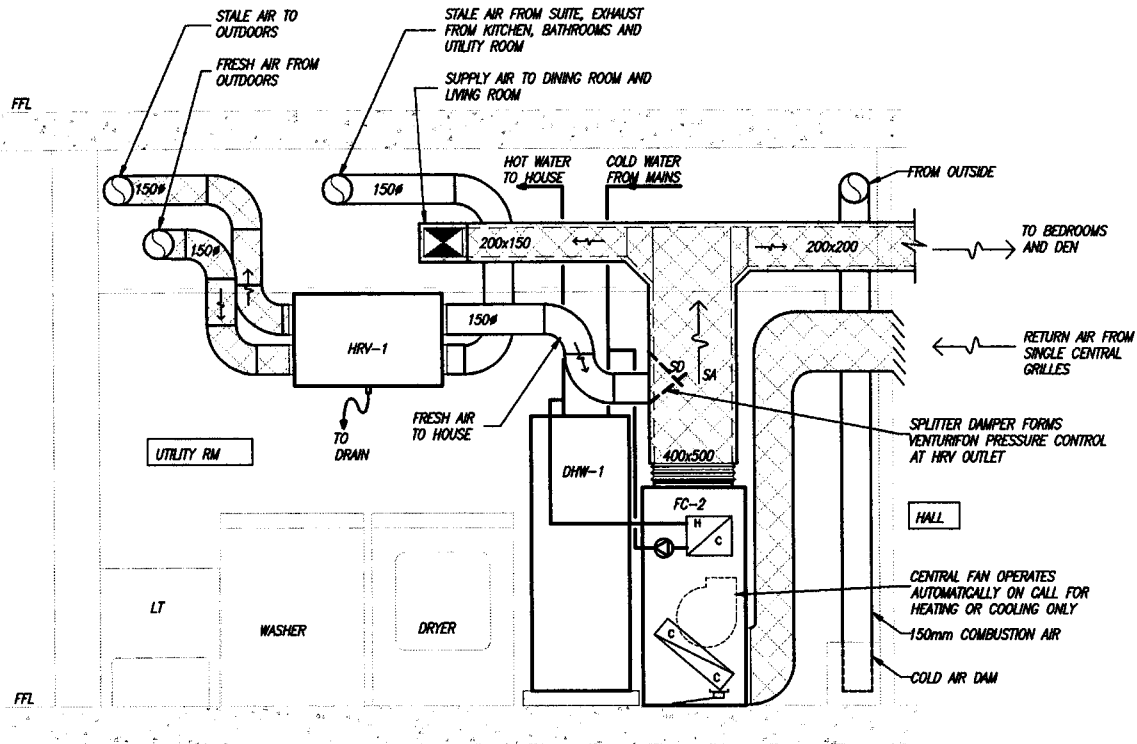 STALE AIR TO
OUTDOORS
STALE AIR FROM SUITE, EXHAUST
FROM KITCHEN, BATHROOMS AND
UTILITY ROOM
FRESH AIR FROM
OUTDOORS
SUPPLY AIR TO DINING ROOM AND
LIVING ROOM
FFL
HOT WATER
TO HOUSE
COLD WATER
FROM MAINS
FROM OUTSIDE
150ø
150ø
150ø
200x150
200x200
TO BEDROOMS
AND DEN
150ø
HRV-1
RETURN AIR FROM
SINGLE CENTRAL
GRILLES
SD
SA
FRESH AIR
TO HOUSE
TO
DRAIN
SPLITTER DAMPER FORMS
VENTURIFON PRESSURE CONTROL
AT HRV OUTLET
UTILITY RM
400x500
DHW-1
FC-2
H
C
HALL
CENTRAL FAN OPERATES
AUTOMATICALLY ON CALL FOR
HEATING OR COOLING ONLY
LT
WASHER
DRYER
C
C
150mm COMBUSTION AIR
COLD AIR DAM
FFL